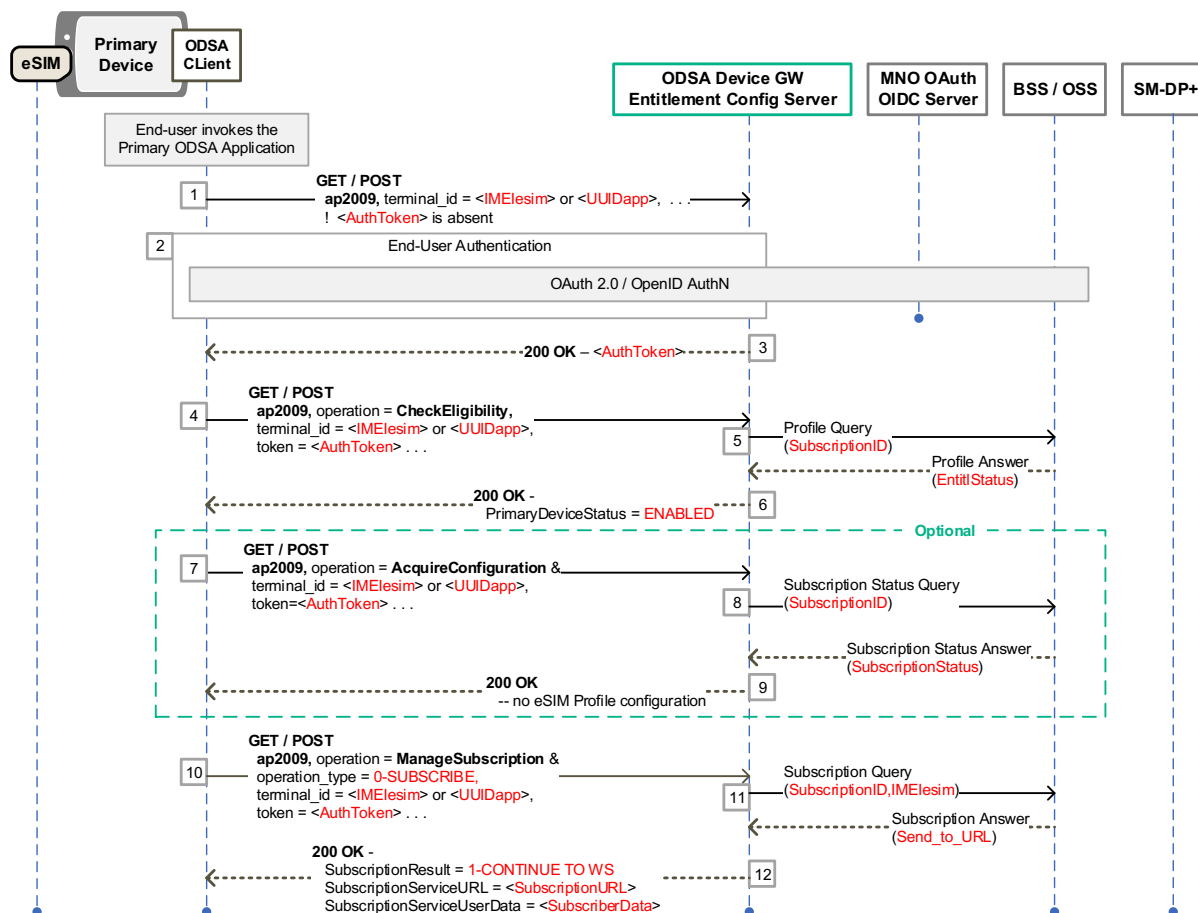 eSIM
Primary
Device
ODSA
CLient
ODSA Device GW
Entitlement Config Server
MNO OAuth
OIDC Server
BSS / OSS
SM-DP+
End-user invokes the
Primary ODSA Application
1
GET / POST
ap2009, terminal_id = <IMEIesim> or <UUIDapp>, . . .
! <AuthToken> is absent
2
End-User Authentication
OAuth 2.0 / OpenID AuthN
200 OK – <AuthToken>
3
GET / POST
4
ap2009, operation = CheckEligibility,
terminal_id = <IMEIesim> or <UUIDapp>,
token = <AuthToken> . . .
5
Profile Query
(SubscriptionID)
Profile Answer
(EntitlStatus)
200 OK -
PrimaryDeviceStatus = ENABLED
6
Optional
GET / POST
7
ap2009, operation = AcquireConfiguration &
terminal_id = <IMEIesim> or <UUIDapp>,
token=<AuthToken> . . .
8
Subscription Status Query
(SubscriptionID)
Subscription Status Answer
(SubscriptionStatus)
200 OK
-- no eSIM Profile configuration
9
GET / POST
10
ap2009, operation = ManageSubscription &
operation_type = 0-SUBSCRIBE,
terminal_id = <IMEIesim> or <UUIDapp>,
token = <AuthToken> . . .
11
Subscription Query
(SubscriptionID,IMEIesim)
Subscription Answer
(Send_to_URL)
200 OK -
SubscriptionResult = 1-CONTINUE TO WS
SubscriptionServiceURL = <SubscriptionURL>
SubscriptionServiceUserData = <SubscriberData>
12